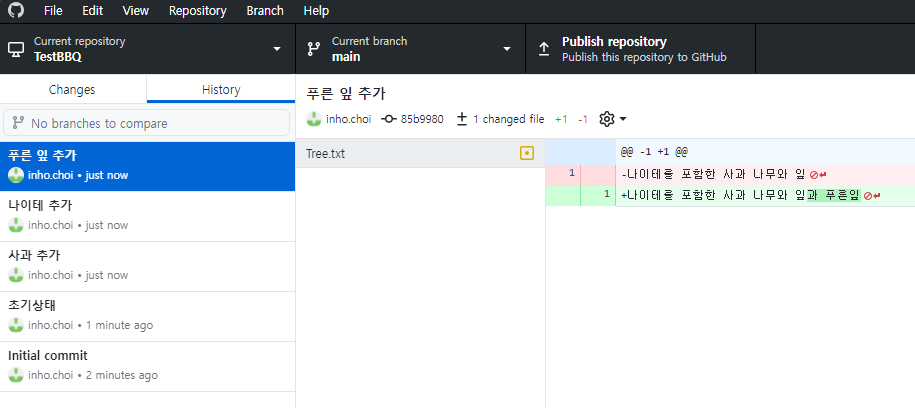 File Edit View Repository Branch Help
Current repository
TestBBQ
Current branch
main
Publish repository
Publish this repository to GitHub
Changes
History
No branches to compare
푸른 잎 추가
inho.choi • just now
나이테 추가
inho.choi • just now
사과 추가
inho.choi • just now
초기상태
inho.choi • 1 minute ago
Initial commit
inho.choi • 2 minutes ago
푸른 잎 추가
inho.choi 85b9980 1 changed file +1 -1
Tree.txt
@@ -1 +1 @@
1 -나이테를 포함한 사과 나무와 잎
1 +나이테를 포함한 사과 나무와 잎과 푸른잎